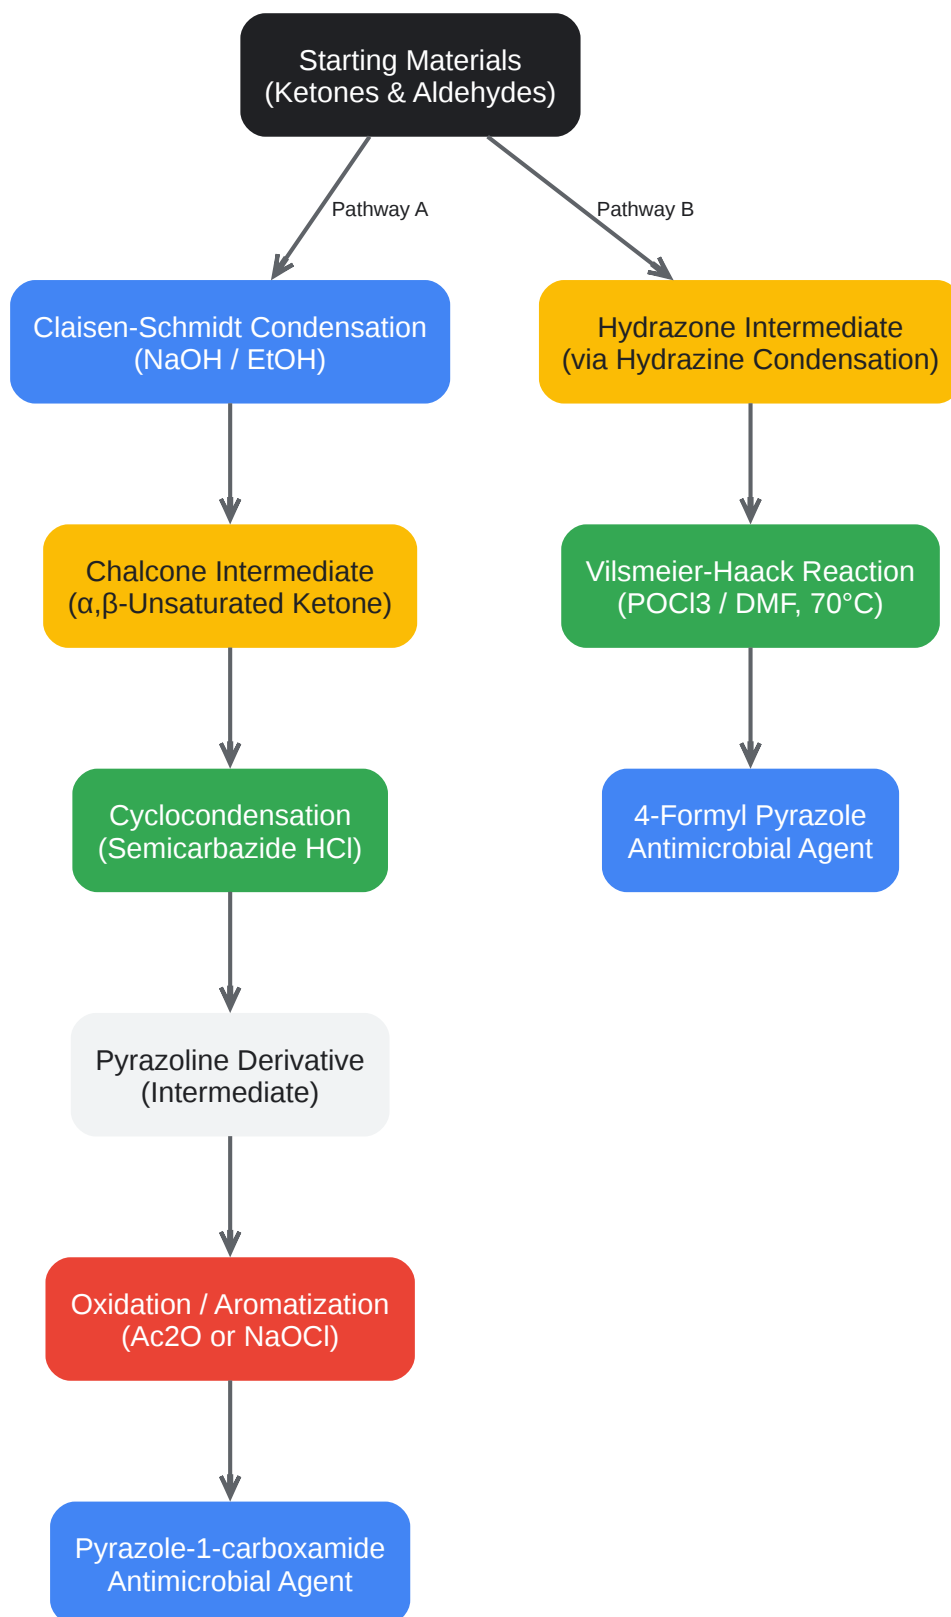 Starting Materials
(Ketones & Aldehydes)
Pathway A
Pathway B
Claisen-Schmidt Condensation
(NaOH / EtOH)
Hydrazone Intermediate
(via Hydrazine Condensation)
Chalcone Intermediate
(α,β-Unsaturated Ketone)
Vilsmeier-Haack Reaction
(POCl3 / DMF, 70°C)
Cyclocondensation
(Semicarbazide HCl)
4-Formyl Pyrazole
Antimicrobial Agent
Pyrazoline Derivative
(Intermediate)
Oxidation / Aromatization
(Ac2O or NaOCl)
Pyrazole-1-carboxamide
Antimicrobial Agent